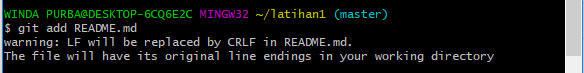 WINDA PURBA@DESKTOP-6CQ6E2C MINGW32 ~/latihan1 (master)
$ git add README.md
warning: LF will be replaced by CRLF in README.md.
The file will have its original line endings in your working directory